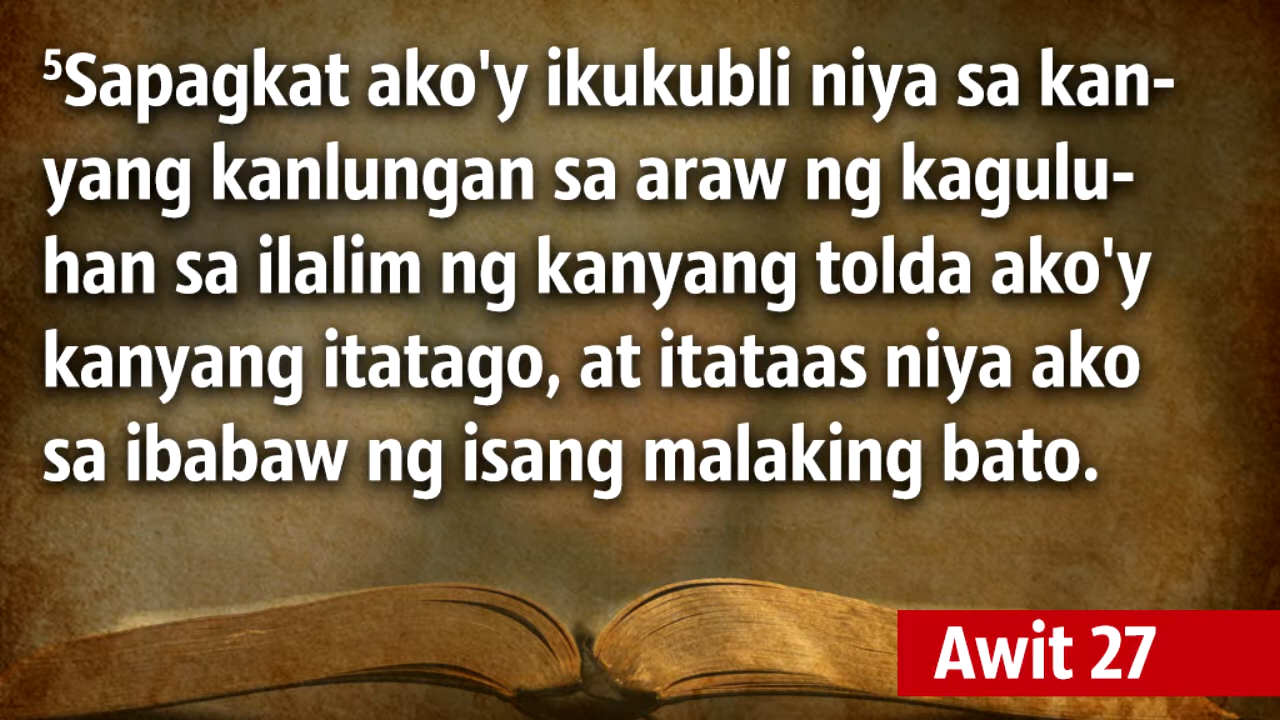 ⁵Sapagkat ako'y ikukubli niya sa kan-
yang kanlungan sa araw ng kagulu-
han sa ilalim ng kanyang tolda ako'y
kanyang itatago, at itataas niya ako
sa ibabaw ng isang malaking bato.
Awit 27